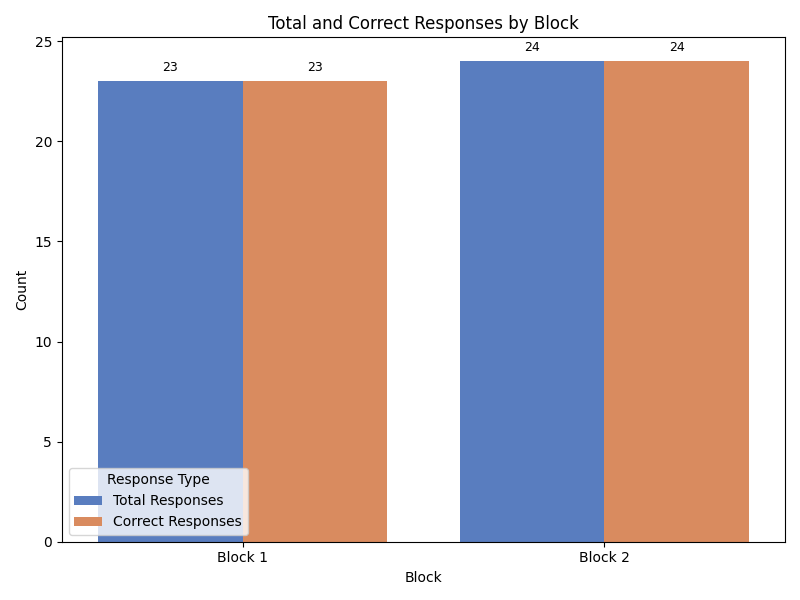 Total and Correct Responses by Block
25
20
15
10
5
0
Count
23
23
24
24
Response Type
Total Responses
Correct Responses
Block 1
Block 2
Block